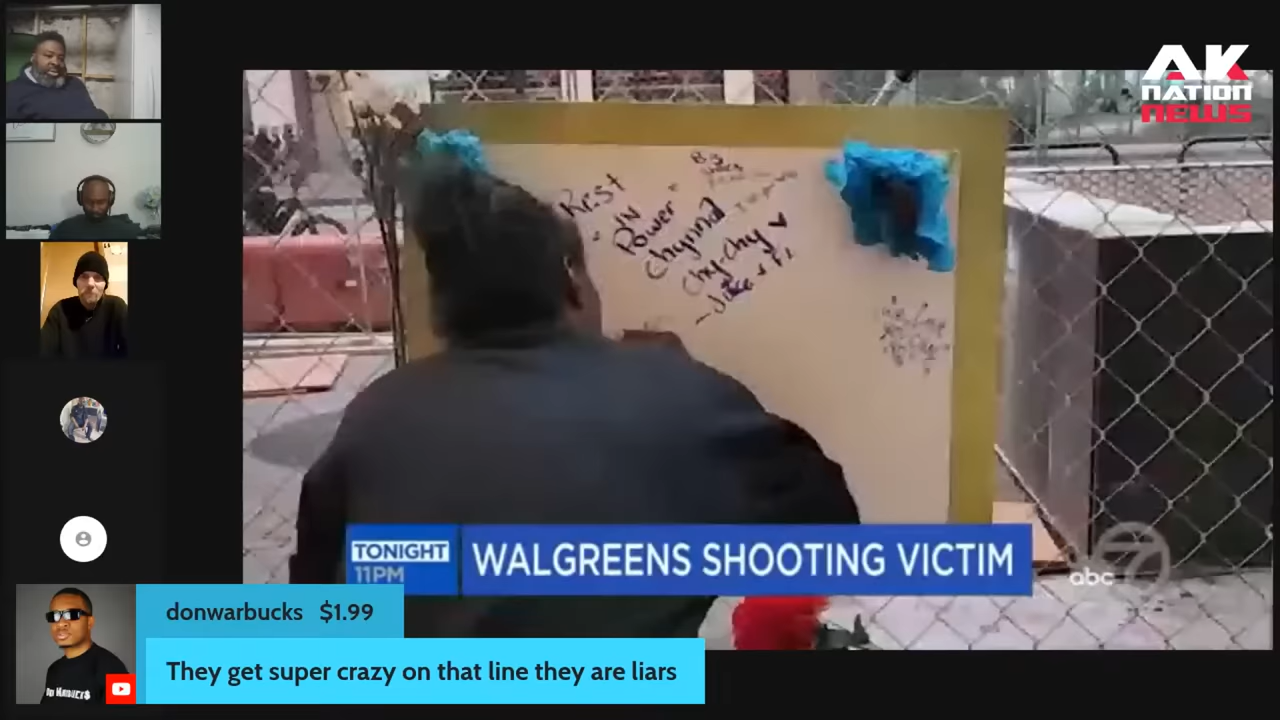 AK
NATION
NEWS
Rest
"IN
Power"
Chynna
Chy-Chy
TONIGHT
11PM
WALGREENS SHOOTING VICTIM
abc 7
donwarbucks $1.99
They get super crazy on that line they are liars